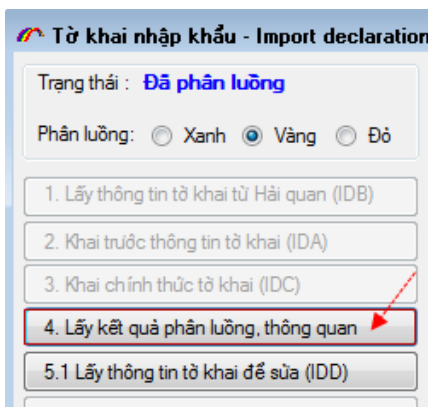 Tờ khai nhập khẩu - Import declaration
Trạng thái : Đã phân luồng
Phân luồng: Xanh Vàng Đỏ
1. Lấy thông tin tờ khai từ Hải quan (IDB)
2. Khai trước thông tin tờ khai (IDA)
3. Khai chính thức tờ khai (IDC)
4. Lấy kết quả phân luồng, thông quan
5.1 Lấy thông tin tờ khai để sửa (IDD)